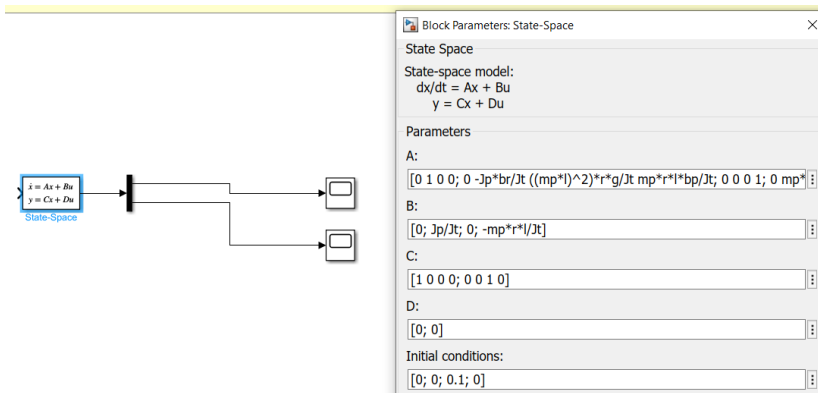 ẋ = Ax + Bu
y = Cx + Du
State-Space
Block Parameters: State-Space
State Space
State-space model:
dx/dt = Ax + Bu
y = Cx + Du
Parameters
A:
[0 1 0 0; 0 -Jp*br/Jt ((mp*l)^2)*r*g/Jt mp*r*l*bp/Jt; 0 0 0 1; 0 mp*
B:
[0; Jp/Jt; 0; -mp*r*l/Jt]
C:
[1 0 0 0; 0 0 1 0]
D:
[0; 0]
Initial conditions:
[0; 0; 0.1; 0]